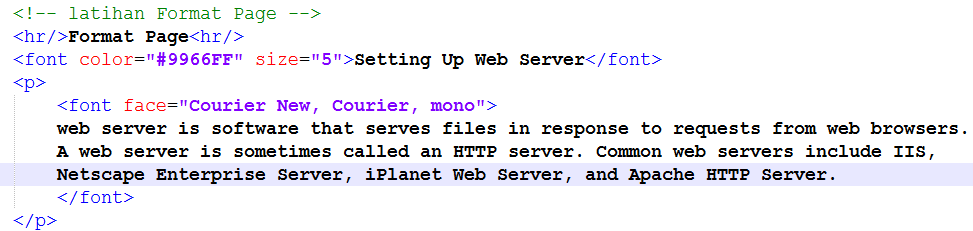 <!-- latihan Format Page -->
<hr/>Format Page<hr/>
<font color="#9966FF" size="5">Setting Up Web Server</font>
<p>
<font face="Courier New, Courier, mono">
web server is software that serves files in response to requests from web browsers.
A web server is sometimes called an HTTP server. Common web servers include IIS,
Netscape Enterprise Server, iPlanet Web Server, and Apache HTTP Server.
</font>
</p>